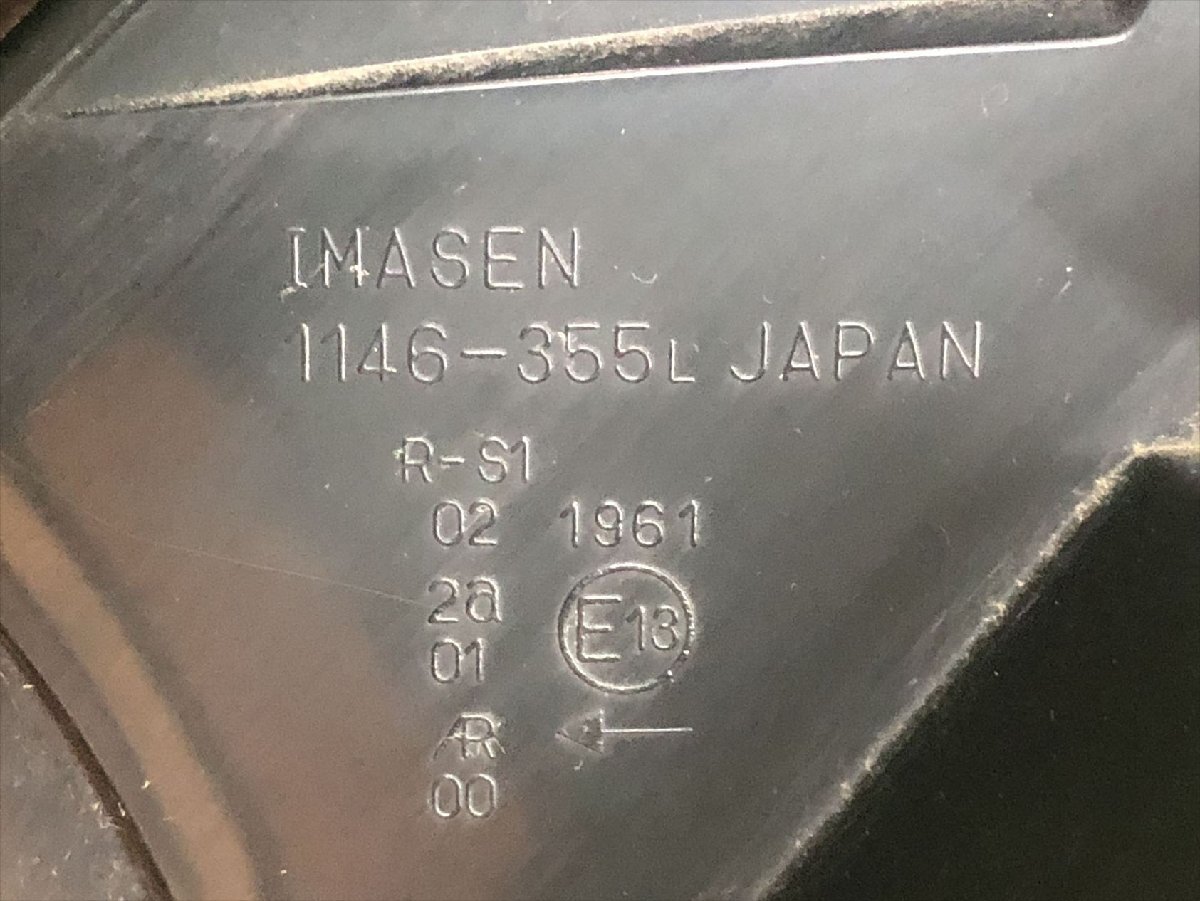 IMASEN
1146-355L JAPAN
R-S1
02 1961
2a
01
E13
AR
00